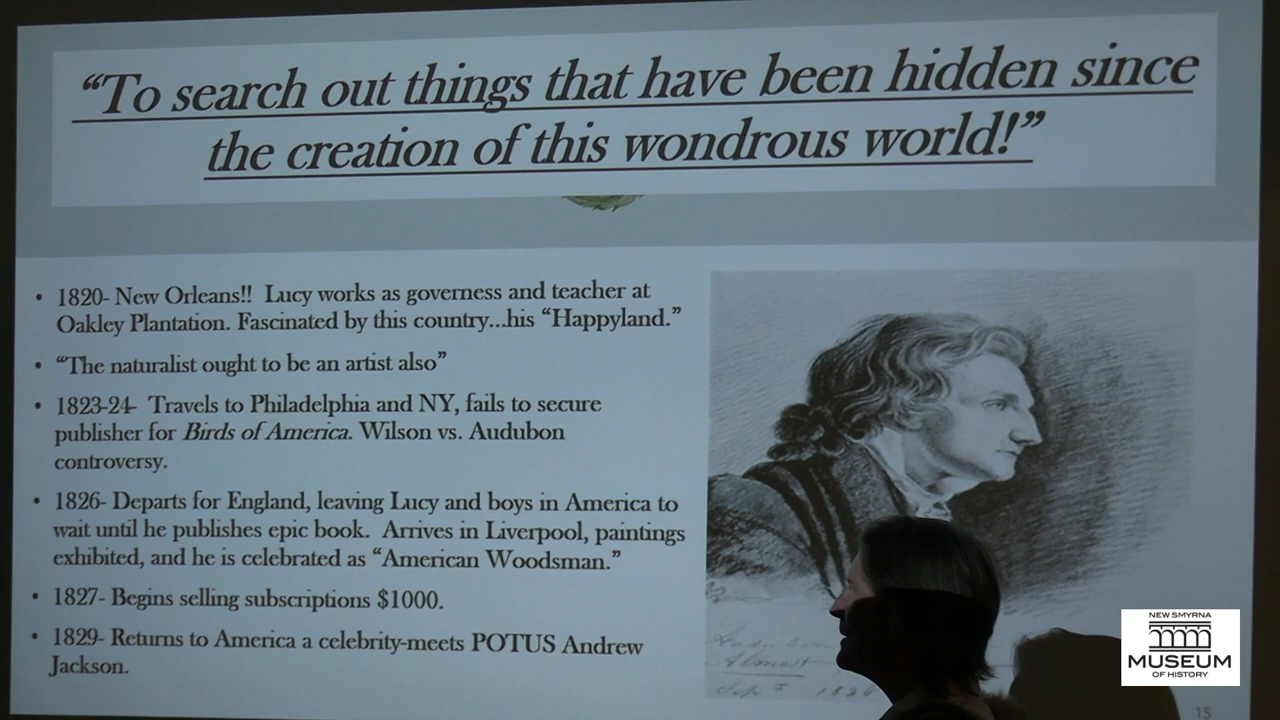 “To search out things that have been hidden since
the creation of this wondrous world!”
• 1820- New Orleans!! Lucy works as governess and teacher at
Oakley Plantation. Fascinated by this country...his “Happyland.”
• “The naturalist ought to be an artist also”
• 1823-24- Travels to Philadelphia and NY, fails to secure
publisher for Birds of America. Wilson vs. Audubon
controversy.
• 1826- Departs for England, leaving Lucy and boys in America to
wait until he publishes epic book. Arrives in Liverpool, paintings
exhibited, and he is celebrated as “American Woodsman.”
• 1827- Begins selling subscriptions $1000.
• 1829- Returns to America a celebrity-meets POTUS Andrew
Jackson.
Audubon
Almost
Sep 1826
NEW SMYRNA
MUSEUM
OF HISTORY
15